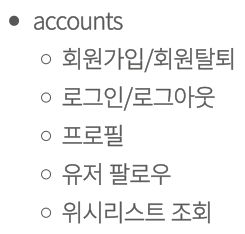 • accounts
○ 회원가입/회원탈퇴
○ 로그인/로그아웃
○ 프로필
○ 유저 팔로우
○ 위시리스트 조회